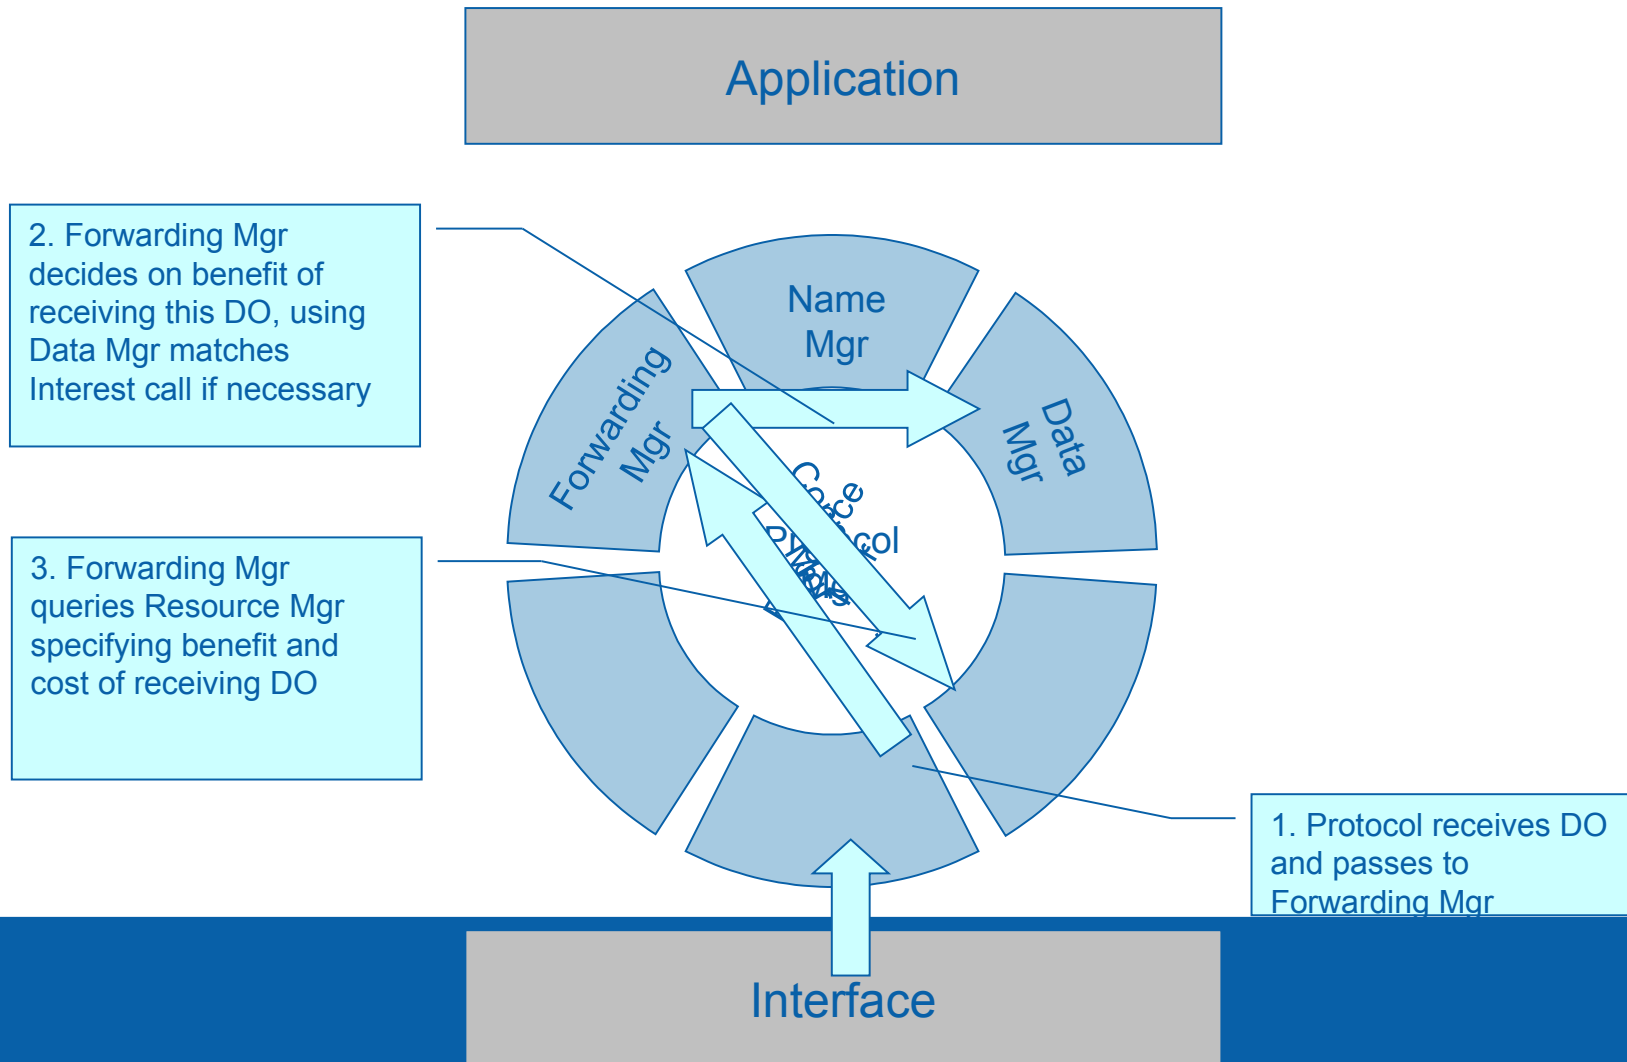 Application
2. Forwarding Mgr
decides on benefit of
receiving this DO, using
Data Mgr matches
Interest call if necessary
Name
Mgr
Forwarding
Mgr
Data
Mgr
3. Forwarding Mgr
queries Resource Mgr
specifying benefit and
cost of receiving DO
1. Protocol receives DO
and passes to
Forwarding Mgr
Interface